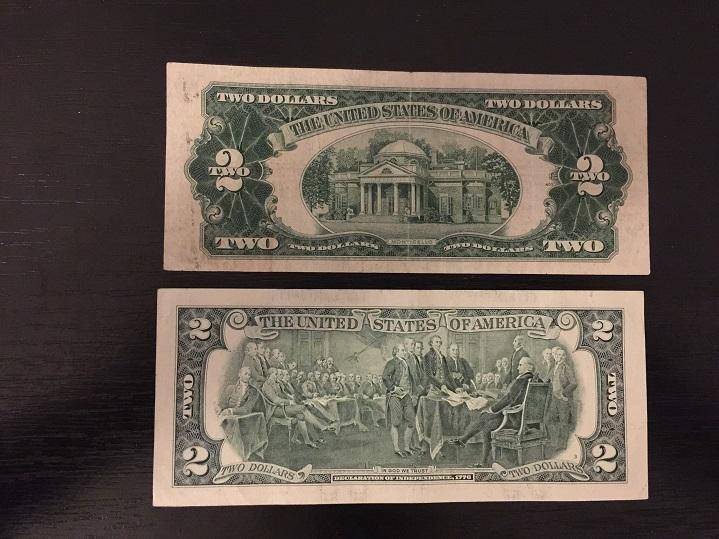 TWO DOLLARS TWO DOLLARS
THE UNITED STATES OF AMERICA
2 2
TWO TWO
MONTICELLO
TWO TWO DOLLARS TWO DOLLARS TWO
2 THE UNITED STATES OF AMERICA 2
TWO TWO
2 2
TWO DOLLARS IN GOD WE TRUST TWO DOLLARS
DECLARATION OF INDEPENDENCE, 1776